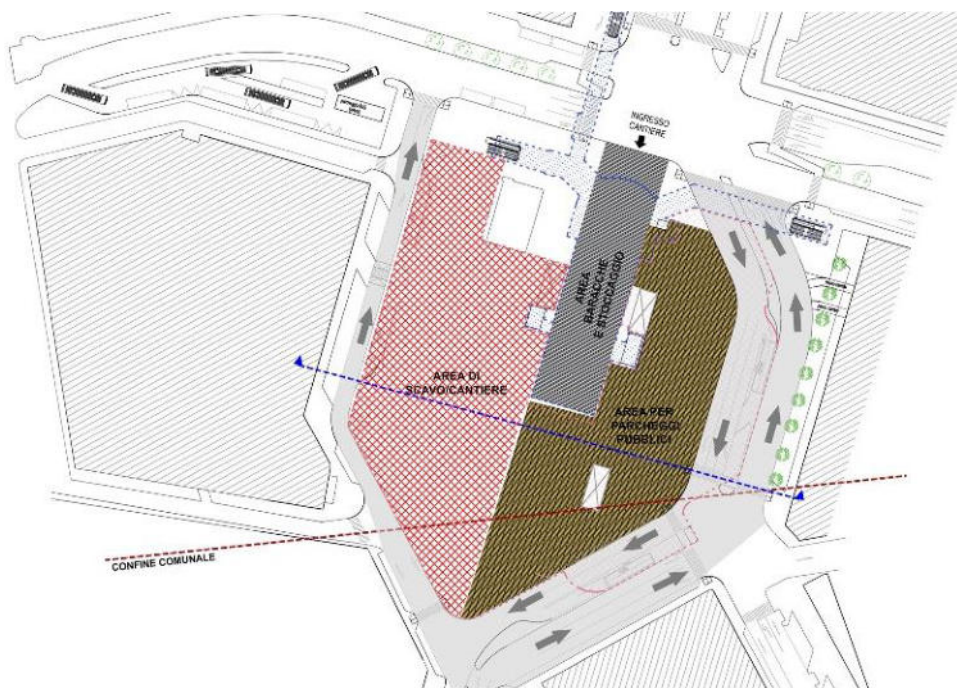 INGRESSO
CANTIERE
AREA
BARACCHE
E STOCCAGGIO
AREA DI
SCAVO/CANTIERE
AREA PER
PARCHEGGI
PUBBLICI
CONFINE COMUNALE